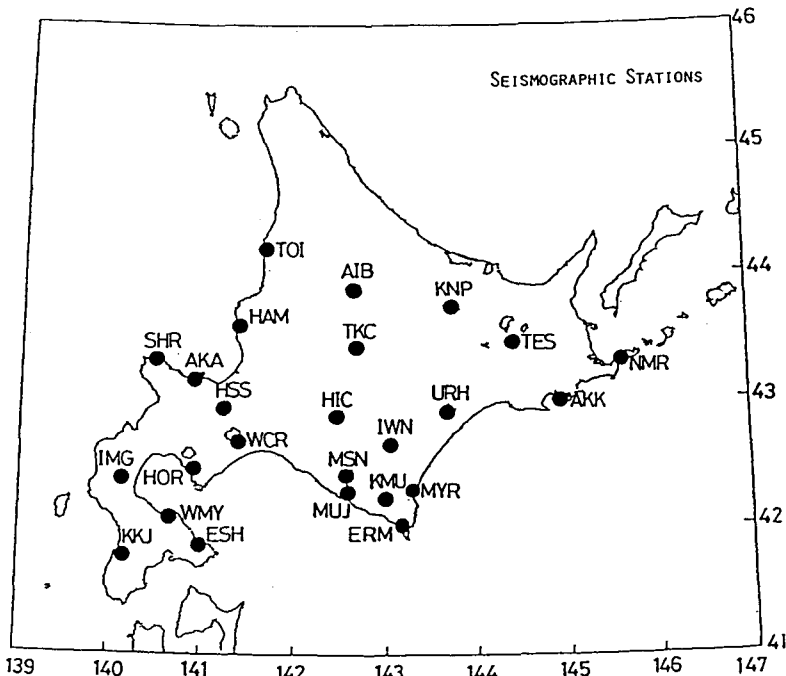 46
SEISMOGRAPHIC STATIONS
45
TOI
44
AIB
KNP
HAM
TKC
TES
SHR
NMR
AKA
43
HSS
HIC
URH
AKK
IWN
WCR
IMG
HOR
MSN
KMU
MYR
MUJ
WMY
42
ERM
KKJ
ESH
41
139 140 141 142 143 144 145 146 147